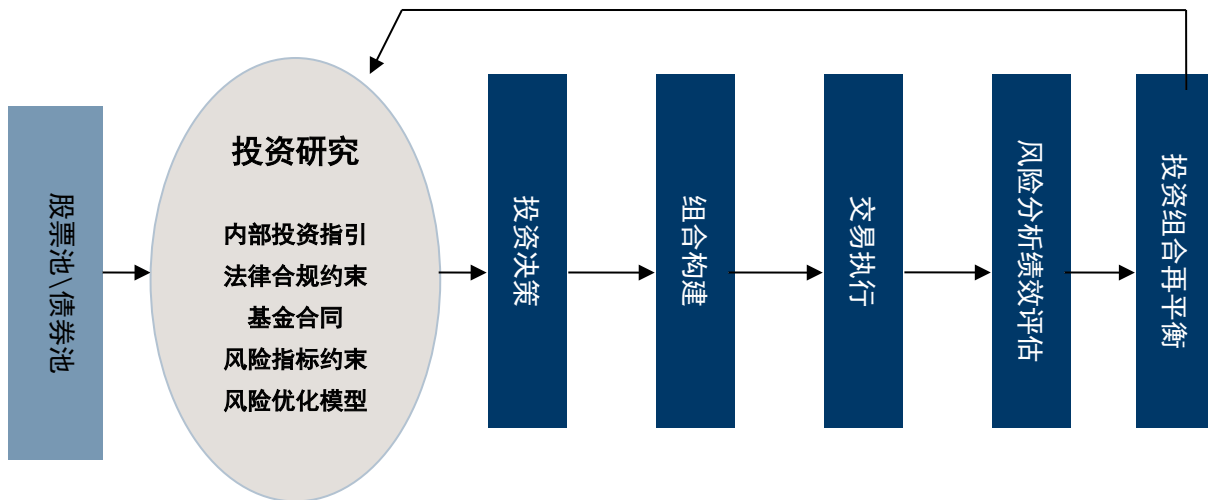 股票池\债券池
投资研究
内部投资指引
法律合规约束
基金合同
风险指标约束
风险优化模型
投资决策
组合构建
交易执行
风险分析绩效评估
投资组合再平衡